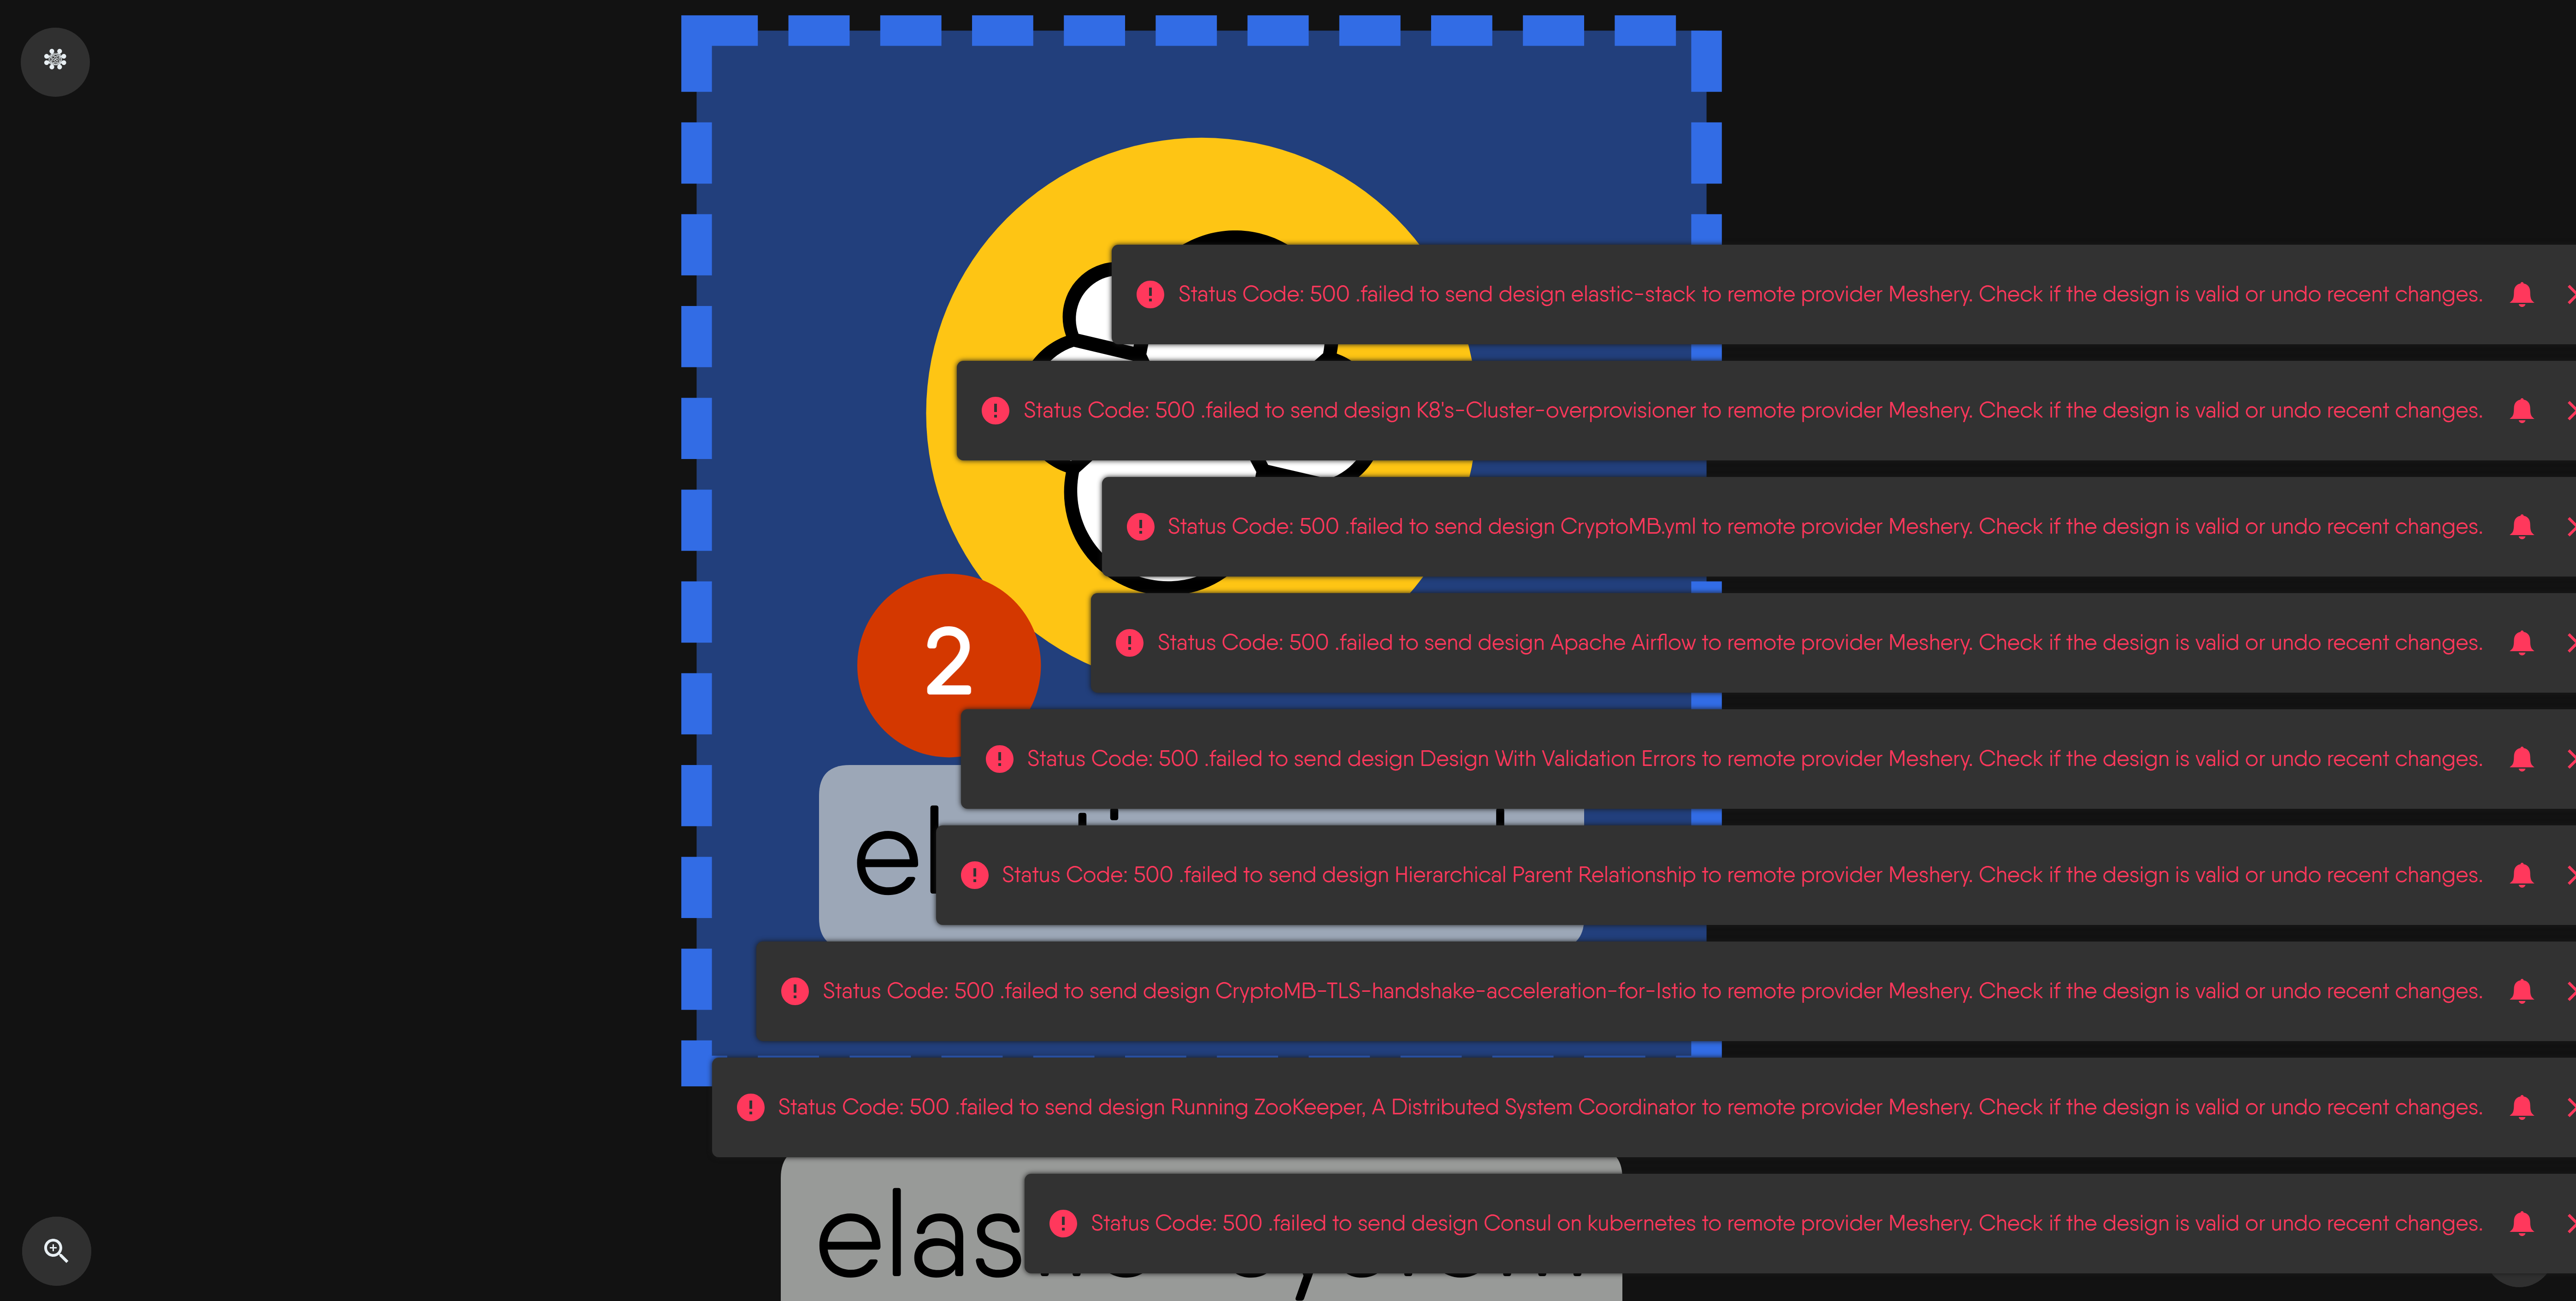 Status Code: 500 .failed to send design elastic-stack to remote provider Meshery. Check if the design is valid or undo recent changes.
Status Code: 500 .failed to send design K8's-Cluster-overprovisioner to remote provider Meshery. Check if the design is valid or undo recent changes.
Status Code: 500 .failed to send design CryptoMB.yml to remote provider Meshery. Check if the design is valid or undo recent changes.
Status Code: 500 .failed to send design Apache Airflow to remote provider Meshery. Check if the design is valid or undo recent changes.
2
Status Code: 500 .failed to send design Design With Validation Errors to remote provider Meshery. Check if the design is valid or undo recent changes.
Status Code: 500 .failed to send design Hierarchical Parent Relationship to remote provider Meshery. Check if the design is valid or undo recent changes.
Status Code: 500 .failed to send design CryptoMB-TLS-handshake-acceleration-for-Istio to remote provider Meshery. Check if the design is valid or undo recent changes.
Status Code: 500 .failed to send design Running ZooKeeper, A Distributed System Coordinator to remote provider Meshery. Check if the design is valid or undo recent changes.
Status Code: 500 .failed to send design Consul on kubernetes to remote provider Meshery. Check if the design is valid or undo recent changes.